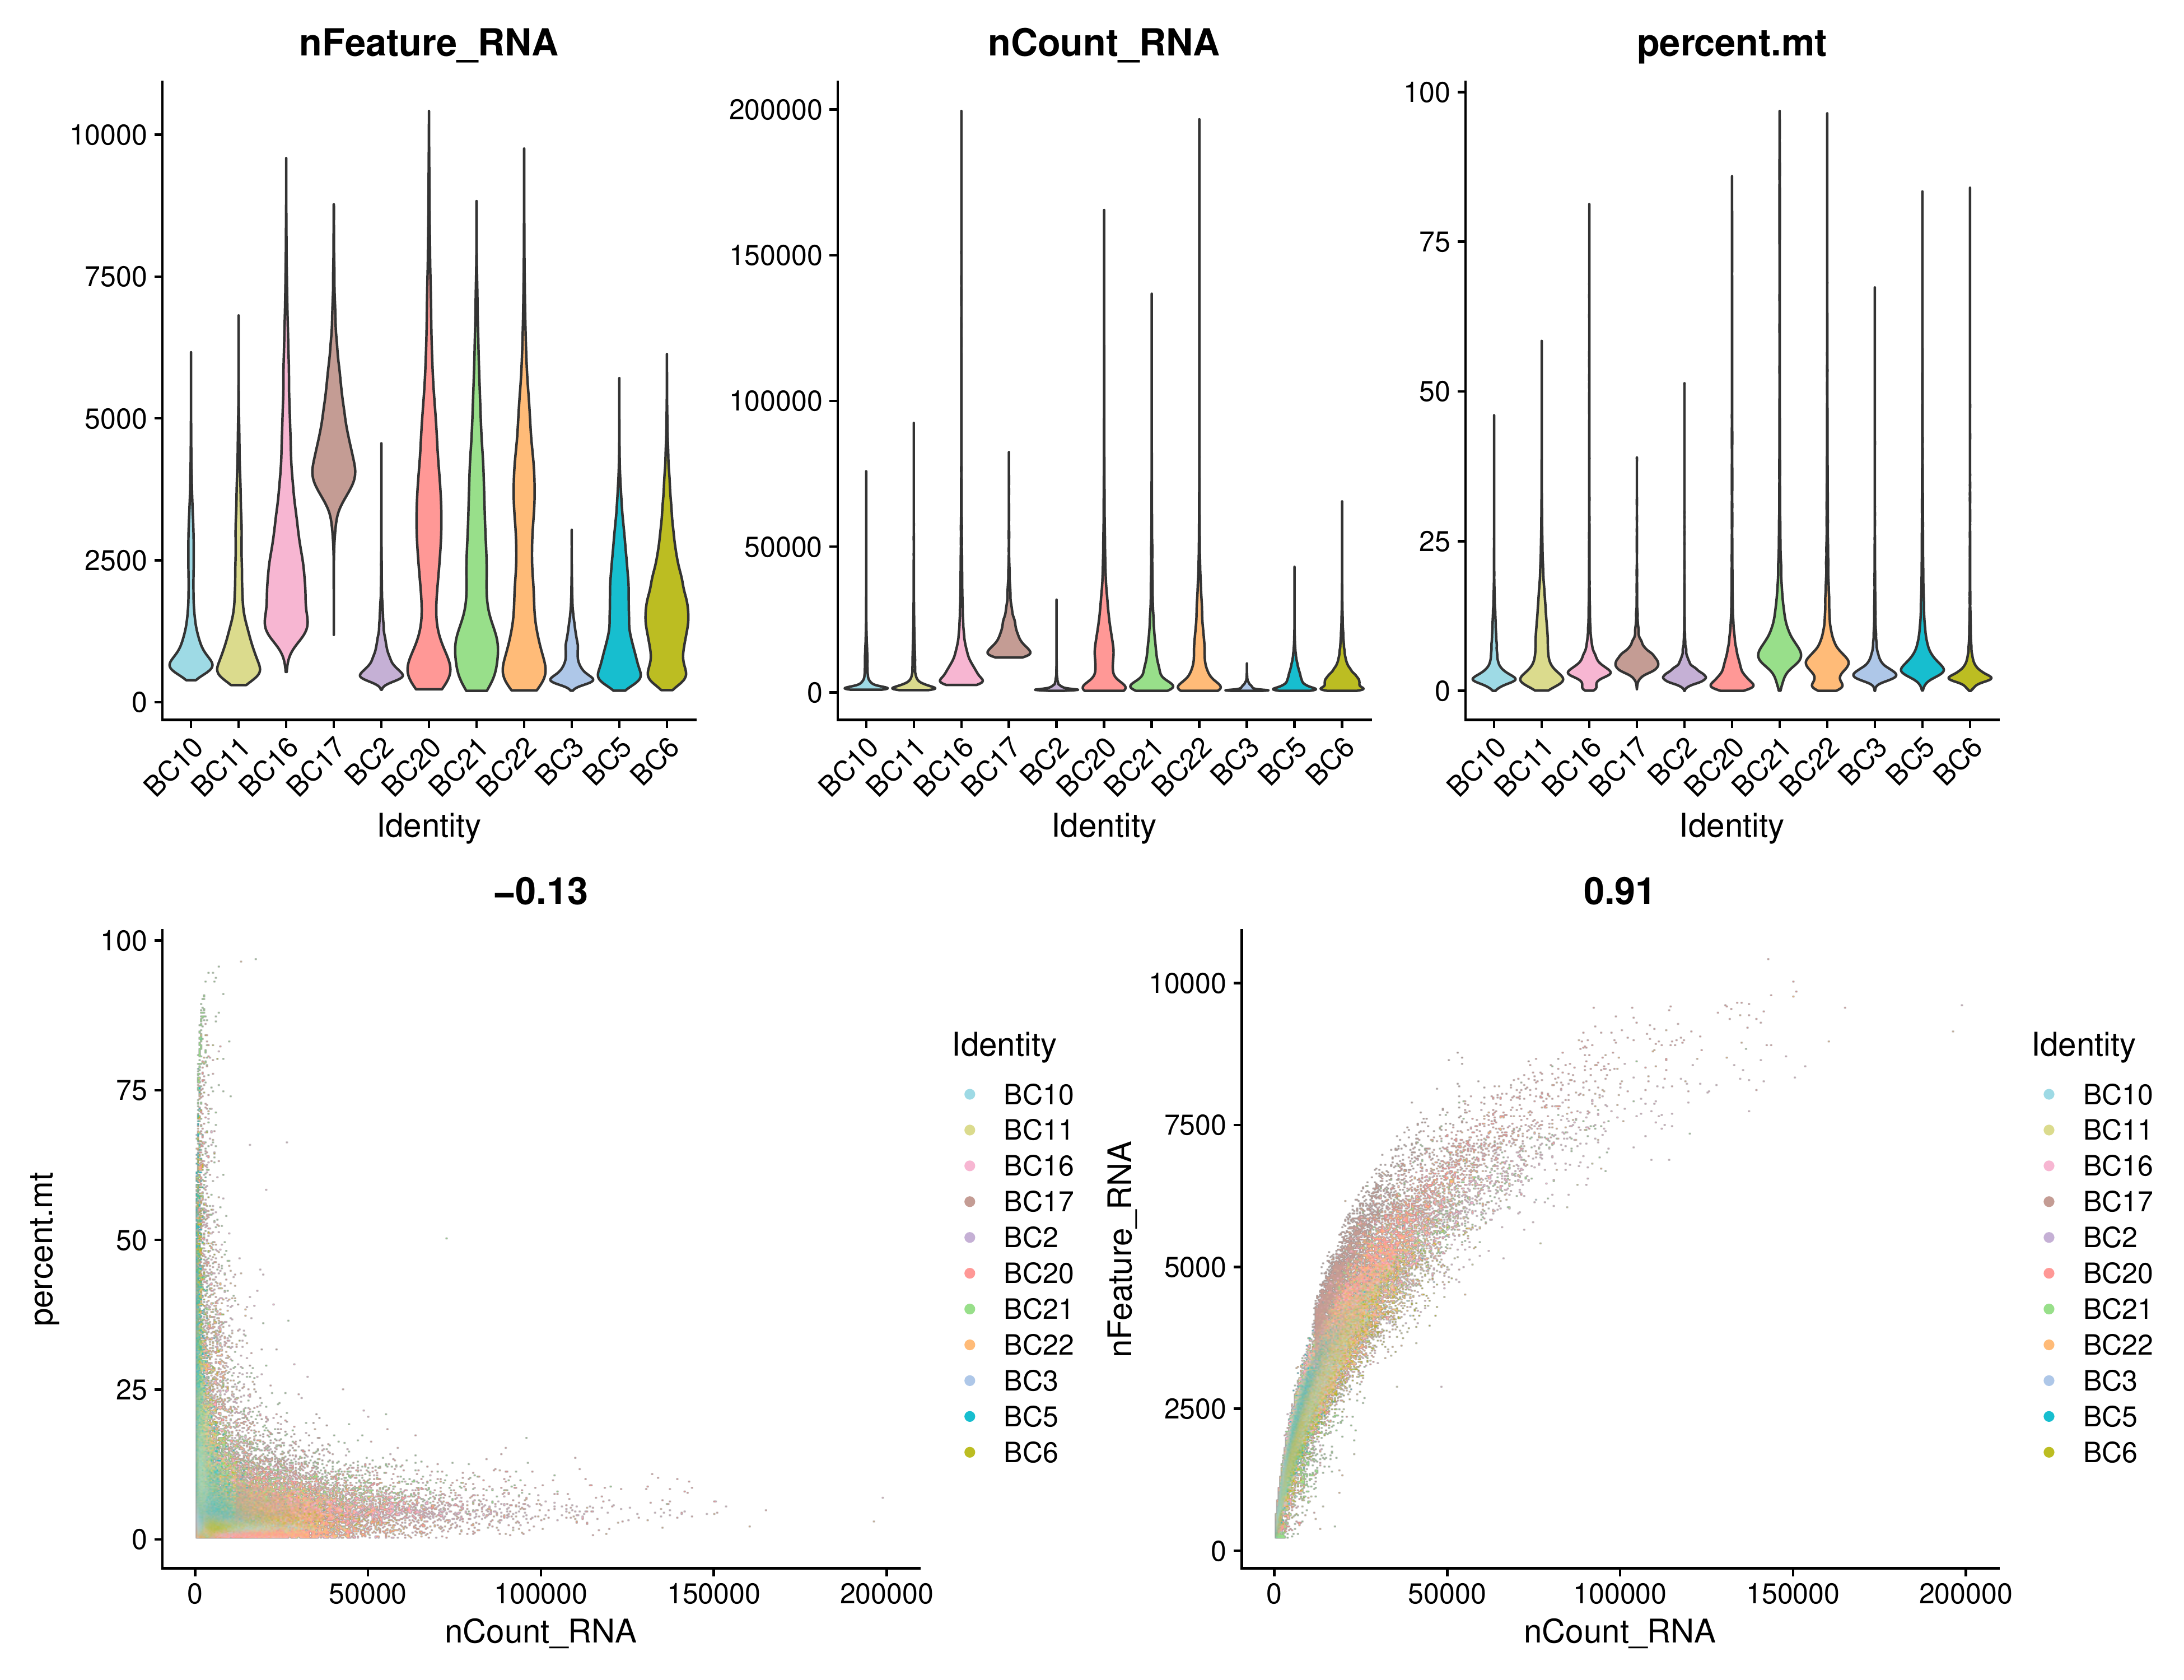 nFeature_RNA
10000
7500
5000
2500
0
BC10 BC11 BC16 BC17 BC2 BC20 BC21 BC22 BC3 BC5 BC6
Identity
nCount_RNA
200000
150000
100000
50000
0
BC10 BC11 BC16 BC17 BC2 BC20 BC21 BC22 BC3 BC5 BC6
Identity
percent.mt
100
75
50
25
0
BC10 BC11 BC16 BC17 BC2 BC20 BC21 BC22 BC3 BC5 BC6
Identity
−0.13
percent.mt
100
75
50
25
0
0 50000 100000 150000 200000
nCount_RNA
Identity
BC10
BC11
BC16
BC17
BC2
BC20
BC21
BC22
BC3
BC5
BC6
0.91
nFeature_RNA
10000
7500
5000
2500
0
0 50000 100000 150000 200000
nCount_RNA
Identity
BC10
BC11
BC16
BC17
BC2
BC20
BC21
BC22
BC3
BC5
BC6